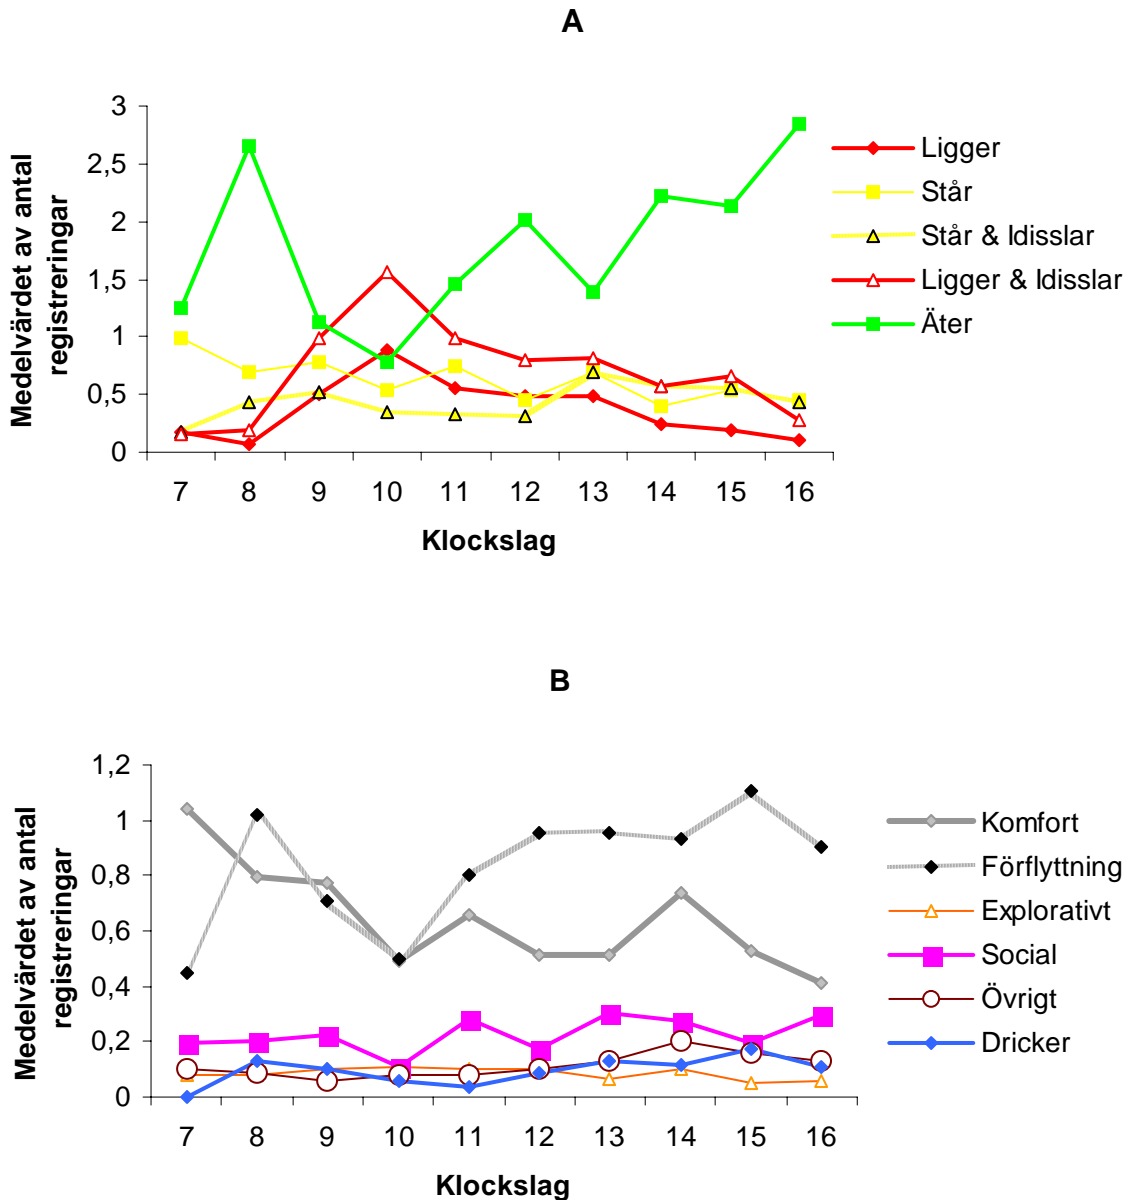 A
Medelvärdet av antal
registreringar
3
2,5
2
1,5
1
0,5
0
7 8 9 10 11 12 13 14 15 16
Klockslag
Ligger
Står
Står & Idisslar
Ligger & Idisslar
Äter
B
Medelvärdet av antal
registreringar
1,2
1
0,8
0,6
0,4
0,2
0
7 8 9 10 11 12 13 14 15 16
Klockslag
Komfort
Förflyttning
Explorativt
Social
Övrigt
Dricker